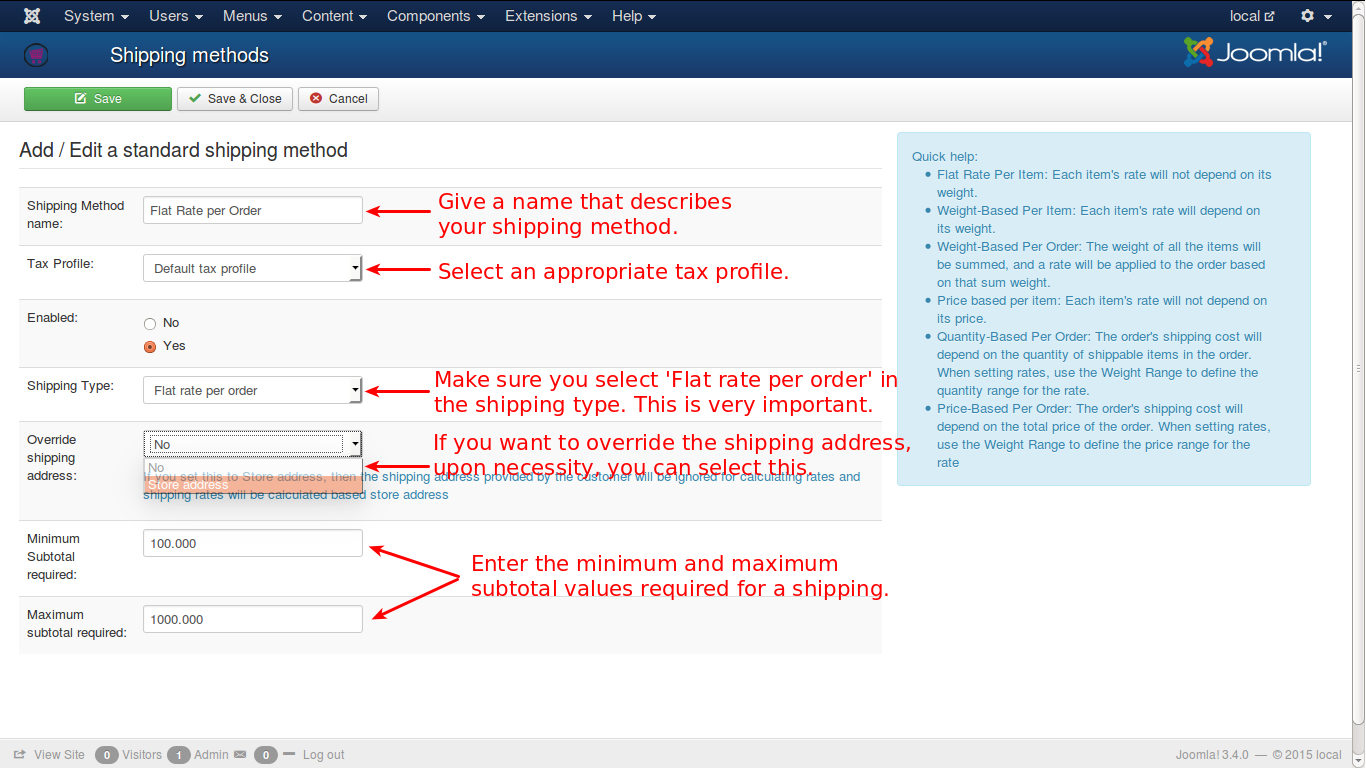 System Users Menus Content Components Extensions Help local
Shipping methods
Joomla!
Save Save & Close Cancel
Add / Edit a standard shipping method
Shipping Method
name:
Flat Rate per Order
Give a name that describes
your shipping method.
Tax Profile:
Default tax profile
Select an appropriate tax profile.
Enabled:
No
Yes
Shipping Type:
Flat rate per order
Make sure you select 'Flat rate per order' in
the shipping type. This is very important.
Override
shipping
address:
No
No
Store address
If you want to override the shipping address,
upon necessity, you can select this.
If you set this to Store address, then the shipping address provided by the customer will be ignored for calculating rates and
shipping rates will be calculated based store address
Minimum
Subtotal
required:
100.000
Enter the minimum and maximum
subtotal values required for a shipping.
Maximum
subtotal required:
1000.000
Quick help:
Flat Rate Per Item: Each item's rate will not depend on its
weight.
Weight-Based Per Item: Each item's rate will depend on
its weight.
Weight-Based Per Order: The weight of all the items will
be summed, and a rate will be applied to the order based
on that sum weight.
Price based per item: Each item's rate will not depend on
its price.
Quantity-Based Per Order: The order's shipping cost will
depend on the quantity of shippable items in the order.
When setting rates, use the Weight Range to define the
quantity range for the rate.
Price-Based Per Order: The order's shipping cost will
depend on the total price of the order. When setting rates,
use the Weight Range to define the price range for the
rate
View Site 0 Visitors 1 Admin 0 Log out
Joomla! 3.4.0 — © 2015 local